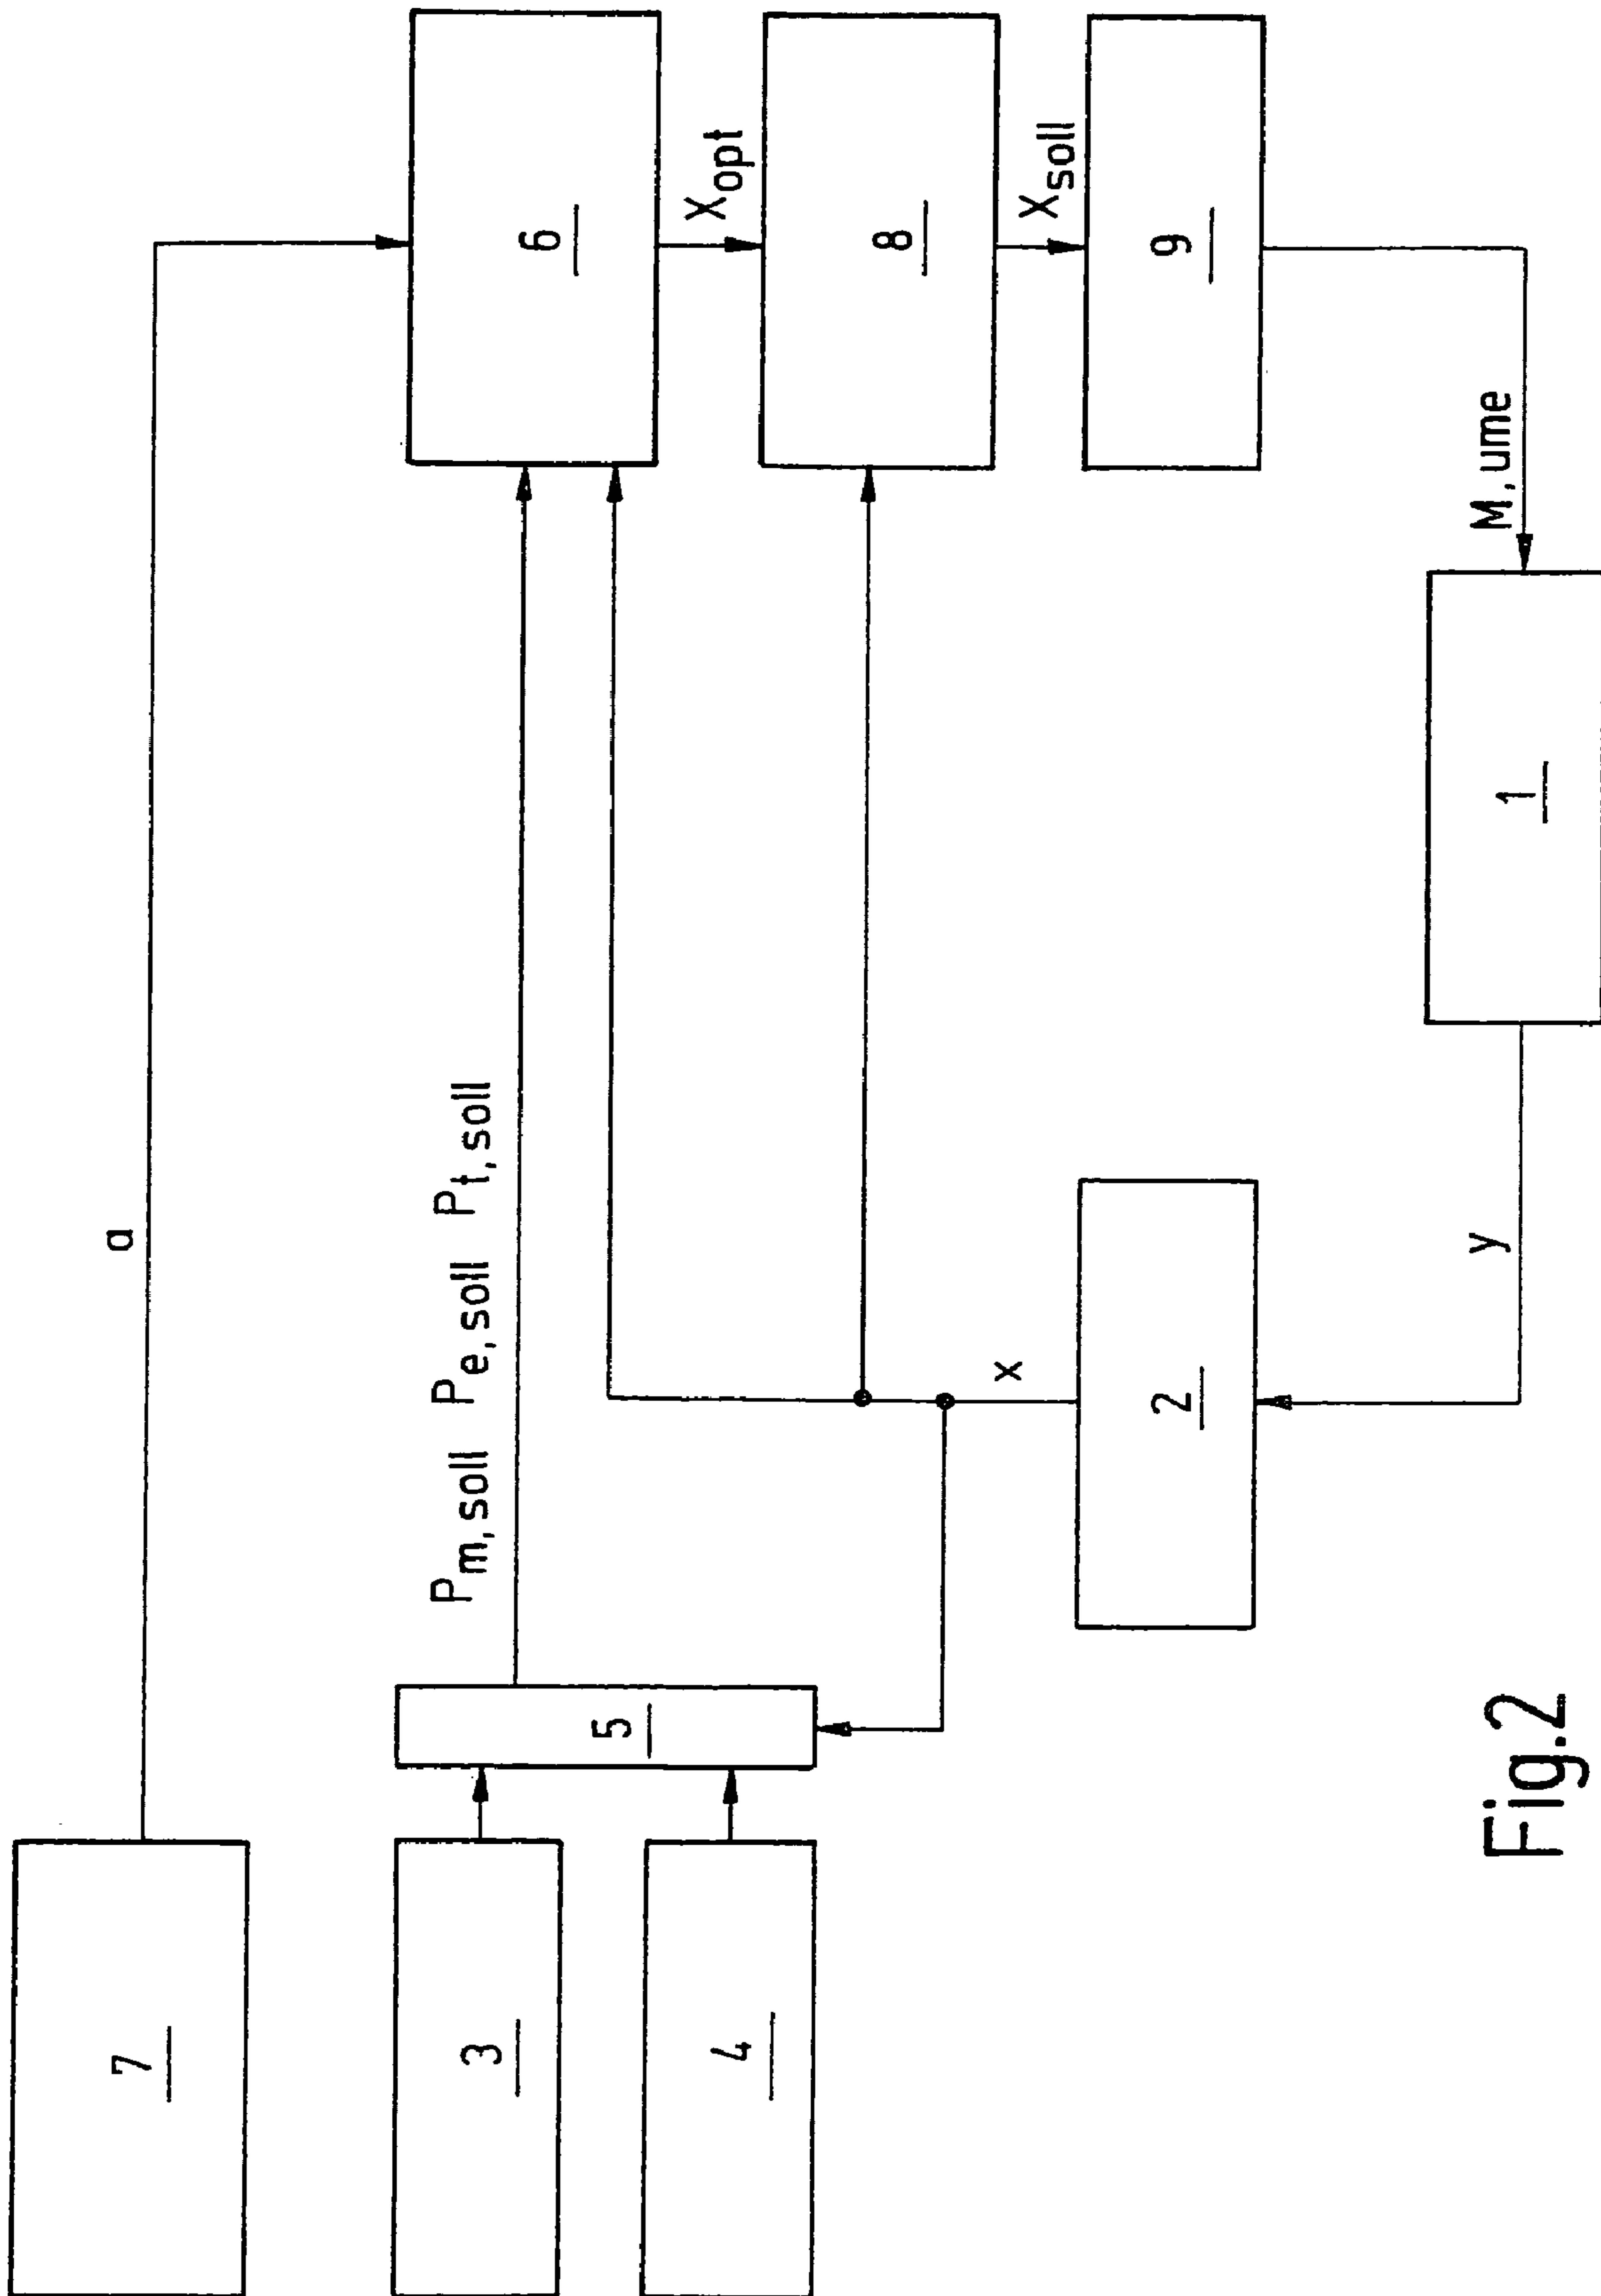 7
a
3
4
5
P_m, soll P_e, soll P_t, soll
6
X_opt
8
X_soll
9
x
2
y
1
M, ume
Fig.2